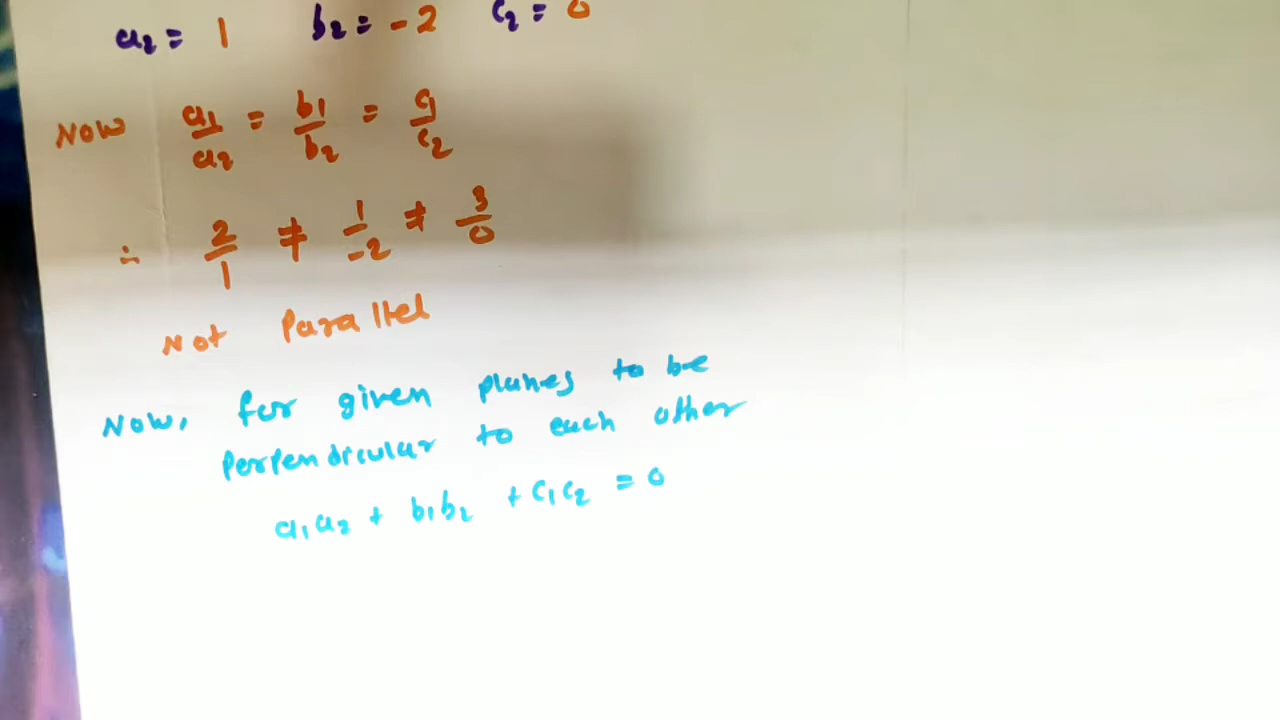 a₂ = 1 b₂ = -2 c₂ = 0
Now a₁/a₂ = b₁/b₂ = c₁/c₂
∴ 2/1 ≠ 1/-2 ≠ 3/0
Not Parallel
Now, for given planes to be
perpendicular to each other
a₁a₂ + b₁b₂ + c₁c₂ = 0